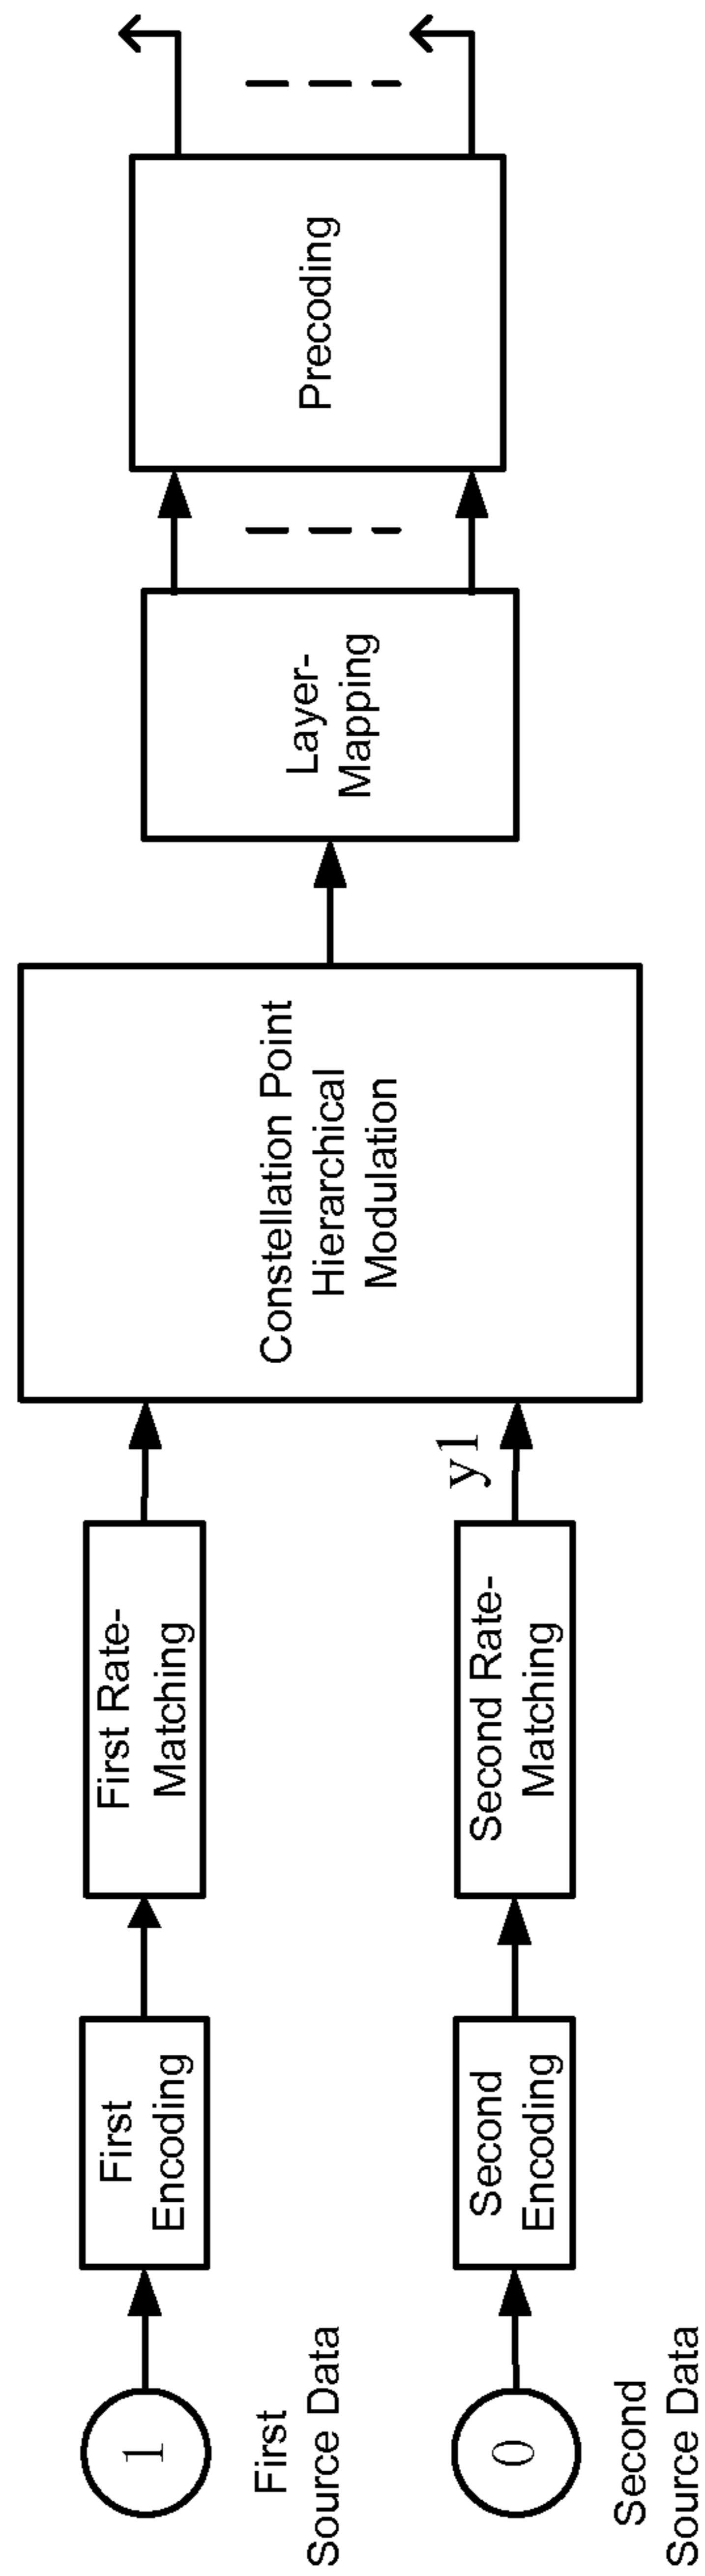 1
First
Source Data
First
Encoding
First Rate-
Matching
0
Second
Source Data
Second
Encoding
Second Rate-
Matching
y1
Constellation Point
Hierarchical
Modulation
Layer-
Mapping
Precoding